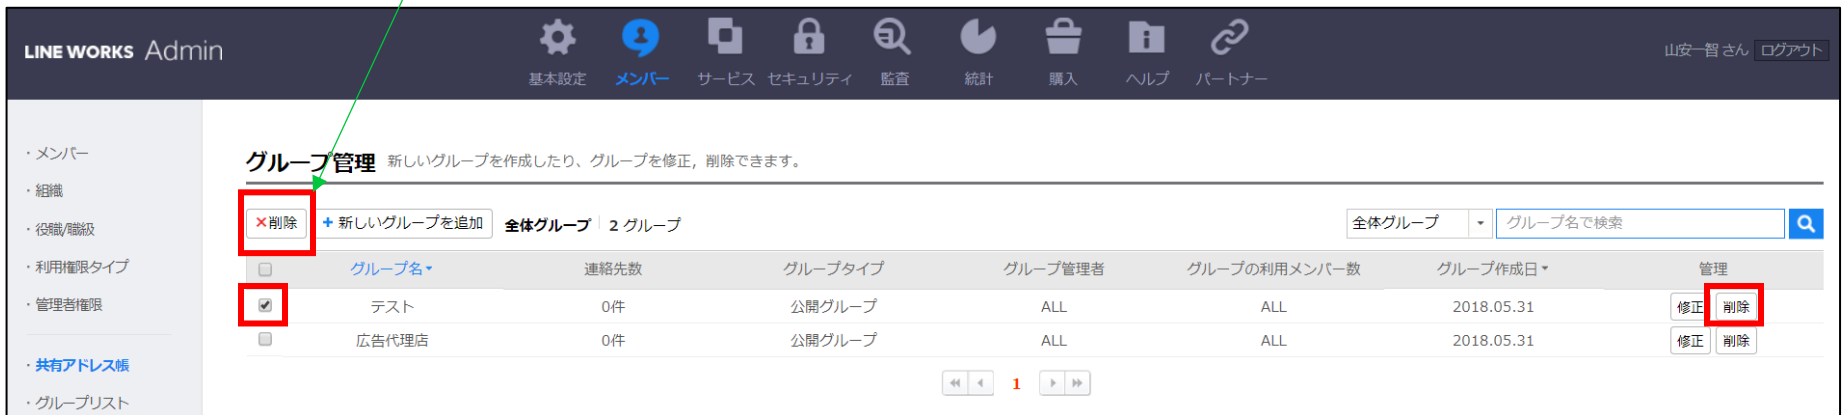 LINE WORKS Admin
基本設定 メンバー サービス セキュリティ 監査 統計 購入 ヘルプ パートナー
山安一智 さん ログアウト
・メンバー
・組織
・役職/職級
・利用権限タイプ
・管理者権限
・共有アドレス帳
・グループリスト
グループ管理 新しいグループを作成したり、グループを修正, 削除できます。
×削除 + 新しいグループを追加 全体グループ 2 グループ 全体グループ グループ名で検索
グループ名 連絡先数 グループタイプ グループ管理者 グループの利用メンバー数 グループ作成日 管理
テスト 0件 公開グループ ALL ALL 2018.05.31 修正 削除
広告代理店 0件 公開グループ ALL ALL 2018.05.31 修正 削除
1